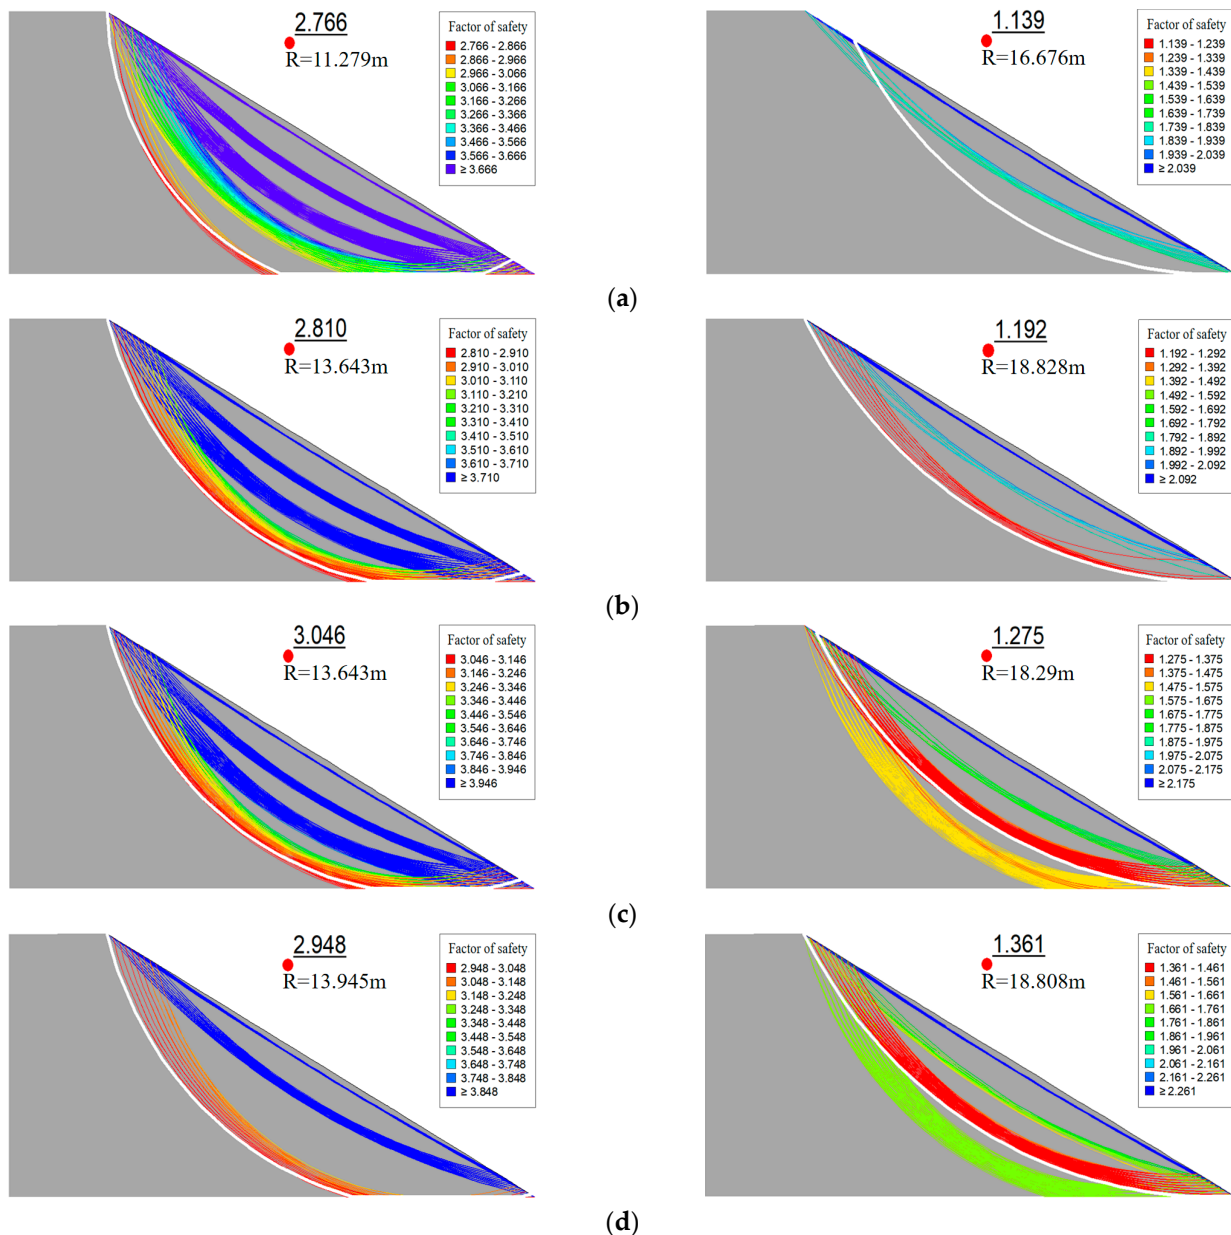 2.766
R=11.279m
Factor of safety
2.766 - 2.866
2.866 - 2.966
2.966 - 3.066
3.066 - 3.166
3.166 - 3.266
3.266 - 3.366
3.366 - 3.466
3.466 - 3.566
3.566 - 3.666
≥ 3.666
1.139
R=16.676m
Factor of safety
1.139 - 1.239
1.239 - 1.339
1.339 - 1.439
1.439 - 1.539
1.539 - 1.639
1.639 - 1.739
1.739 - 1.839
1.839 - 1.939
1.939 - 2.039
≥ 2.039
(a)
2.810
R=13.643m
Factor of safety
2.810 - 2.910
2.910 - 3.010
3.010 - 3.110
3.110 - 3.210
3.210 - 3.310
3.310 - 3.410
3.410 - 3.510
3.510 - 3.610
3.610 - 3.710
≥ 3.710
1.192
R=18.828m
Factor of safety
1.192 - 1.292
1.292 - 1.392
1.392 - 1.492
1.492 - 1.592
1.592 - 1.692
1.692 - 1.792
1.792 - 1.892
1.892 - 1.992
1.992 - 2.092
≥ 2.092
(b)
3.046
R=13.643m
Factor of safety
3.046 - 3.146
3.146 - 3.246
3.246 - 3.346
3.346 - 3.446
3.446 - 3.546
3.546 - 3.646
3.646 - 3.746
3.746 - 3.846
3.846 - 3.946
≥ 3.946
1.275
R=18.29m
Factor of safety
1.275 - 1.375
1.375 - 1.475
1.475 - 1.575
1.575 - 1.675
1.675 - 1.775
1.775 - 1.875
1.875 - 1.975
1.975 - 2.075
2.075 - 2.175
≥ 2.175
(c)
2.948
R=13.945m
Factor of safety
2.948 - 3.048
3.048 - 3.148
3.148 - 3.248
3.248 - 3.348
3.348 - 3.448
3.448 - 3.548
3.548 - 3.648
3.648 - 3.748
3.748 - 3.848
≥ 3.848
1.361
R=18.808m
Factor of safety
1.361 - 1.461
1.461 - 1.561
1.561 - 1.661
1.661 - 1.761
1.761 - 1.861
1.861 - 1.961
1.961 - 2.061
2.061 - 2.161
2.161 - 2.261
≥ 2.261
(d)